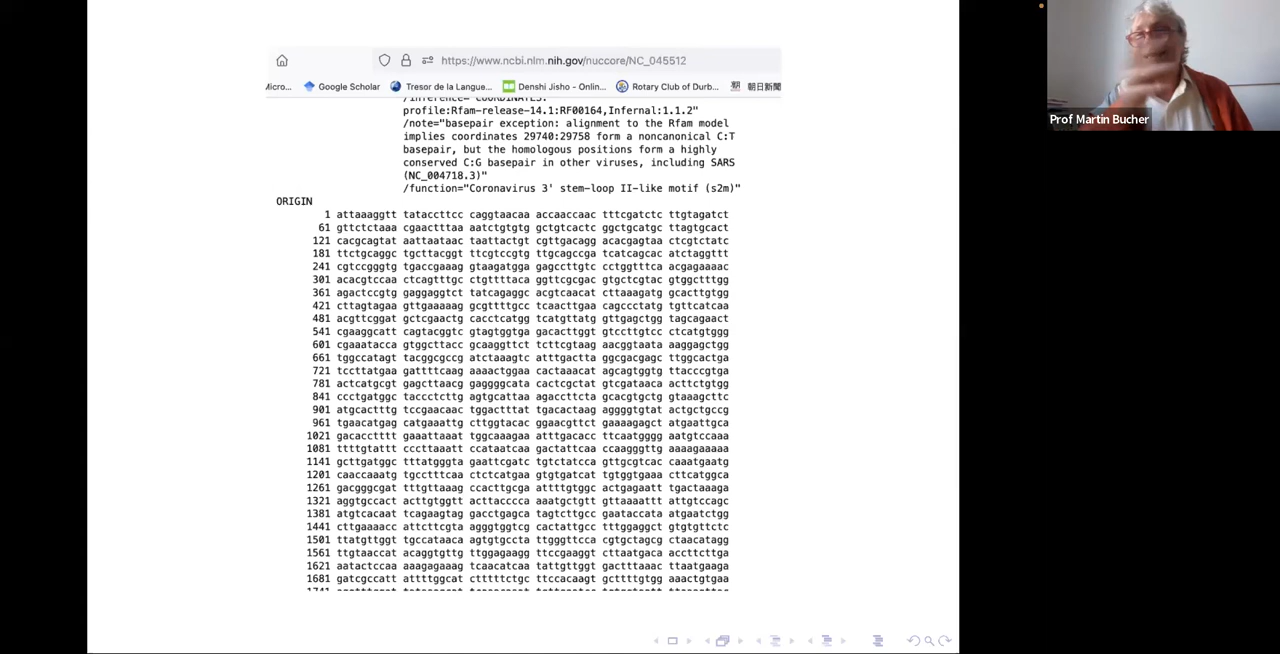 https://www.ncbi.nlm.nih.gov/nuccore/NC_045512
Micro... Google Scholar Tresor de la Langue... Denshi Jisho - Onlin... Rotary Club of Durb... 朝日新聞
/inference="COORDINATES:
profile:Rfam-release-14.1:RF00164,Infernal:1.1.2"
/note="basepair exception: alignment to the Rfam model
implies coordinates 29740:29758 form a noncanonical C:T
basepair, but the homologous positions form a highly
conserved C:G basepair in other viruses, including SARS
(NC_004718.3)"
/function="Coronavirus 3' stem-loop II-like motif (s2m)"
ORIGIN
1 attaaaggtt tataccttcc caggtaacaa accaaccaac tttcgatctc ttgtagatct
61 gttctctaaa cgaactttaa aatctgtgtg gctgtcactc ggctgcatgc ttagtgcact
121 cacgcagtat aattaataac taattactgt cgttgacagg acacgagtaa ctcgtctatc
181 ttctgcaggc tgcttacggt ttcgtccgtg ttgcagccga tcatcagcac atctaggttt
241 cgtccgggtg tgaccgaaag gtaagatgga gagccttgtc cctggtttca acgagaaaac
301 acacgtccaa ctcagtttgc ctgttttaca ggttcgcgac gtgctcgtac gtggctttgg
361 agactccgtg gaggaggtct tatcagaggc acgtcaacat cttaaagatg gcacttgtgg
421 cttagtagaa gttgaaaaag gcgttttgcc tcaacttgaa cagccctatg tgttcatcaa
481 acgttcggat gctcgaactg cacctcatgg tcatgttatg gttgagctgg tagcagaact
541 cgaaggcatt cagtacggtc gtagtggtga gacacttggt gtccttgtcc ctcatgtggg
601 cgaaatacca gtggcttacc gcaaggttct tcttcgtaag aacggtaata aaggagctgg
661 tggccatagt tacggcgccg atctaaagtc atttgactta ggcgacgagc ttggcactga
721 tccttatgaa gattttcaag aaaactggaa cactaaacat agcagtggtg ttacccgtga
781 actcatgcgt gagcttaacg gaggggcata cactcgctat gtcgataaca acttctgtgg
841 ccctgatggc taccctcttg agtgcattaa agaccttcta gcacgtgctg gtaaagcttc
901 atgcactttg tccgaacaac tggactttat tgacactaag aggggtgtat actgctgccg
961 tgaacatgag catgaaattg cttggtacac ggaacgttct gaaaagagct atgaattgca
1021 gacacctttt gaaattaaat tggcaaagaa atttgacacc ttcaatgggg aatgtccaaa
1081 ttttgtattt cccttaaatt ccataatcaa gactattcaa ccaagggttg aaaagaaaaa
1141 gcttgatggc tttatgggta gaattcgatc tgtctatcca gttgcgtcac caaatgaatg
1201 caaccaaatg tgcctttcaa ctctcatgaa gtgtgatcat tgtggtgaaa cttcatggca
1261 gacgggcgat tttgttaaag ccacttgcga attttgtggc actgagaatt tgactaaaga
1321 aggtgccact acttgtggtt acttacccca aaatgctgtt gttaaaattt attgtccagc
1381 atgtcacaat tcagaagtag gacctgagca tagtcttgcc gaataccata atgaatctgg
1441 cttgaaaacc attcttcgta agggtggtcg cactattgcc tttggaggct gtgtgttctc
1501 ttatgttggt tgccataaca agtgtgccta ttgggttcca cgtgctagcg ctaacatagg
1561 ttgtaaccat acaggtgttg ttggagaagg ttccgaaggt cttaatgaca accttcttga
1621 aatactccaa aaagagaaag tcaacatcaa tattgttggt gactttaaac ttaatgaaga
1681 gatcgccatt attttggcat ctttttctgc ttccacaagt gcttttgtgg aaactgtgaa
Prof Martin Bucher